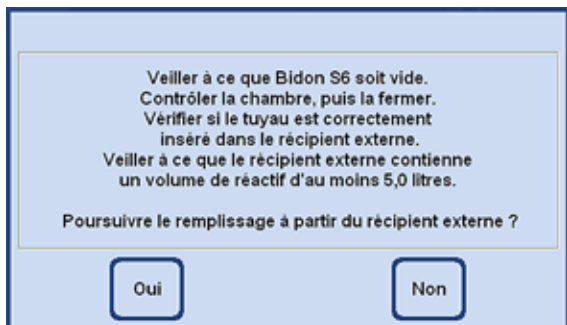 Veiller à ce que Bidon S6 soit vide.
Contrôler la chambre, puis la fermer.
Vérifier si le tuyau est correctement
inséré dans le récipient externe.
Veiller à ce que le récipient externe contienne
un volume de réactif d'au moins 5,0 litres.
Poursuivre le remplissage à partir du récipient externe ?
Oui
Non